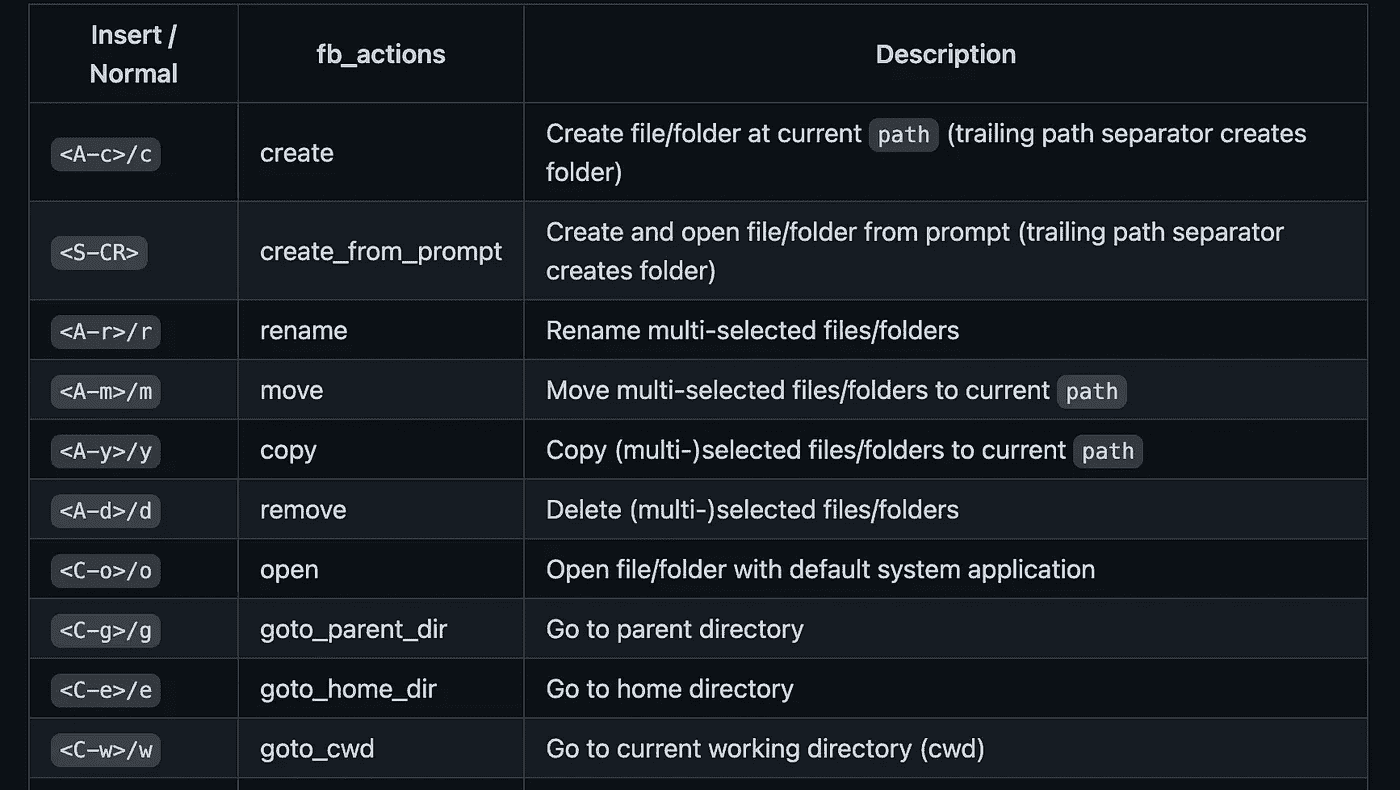 Insert /
Normal
fb_actions
Description
<A-c>/c
create
Create file/folder at current path (trailing path separator creates
folder)
<S-CR>
create_from_prompt
Create and open file/folder from prompt (trailing path separator
creates folder)
<A-r>/r
rename
Rename multi-selected files/folders
<A-m>/m
move
Move multi-selected files/folders to current path
<A-y>/y
copy
Copy (multi-)selected files/folders to current path
<A-d>/d
remove
Delete (multi-)selected files/folders
<C-o>/o
open
Open file/folder with default system application
<C-g>/g
goto_parent_dir
Go to parent directory
<C-e>/e
goto_home_dir
Go to home directory
<C-w>/w
goto_cwd
Go to current working directory (cwd)